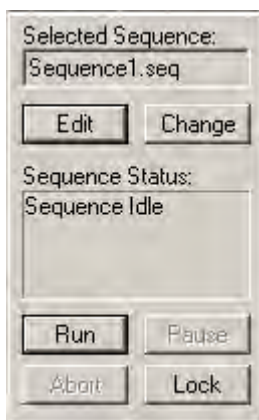 Selected Sequence:
Sequence1.seq
Edit Change
Sequence Status:
Sequence Idle
Run Pause
Abort Lock